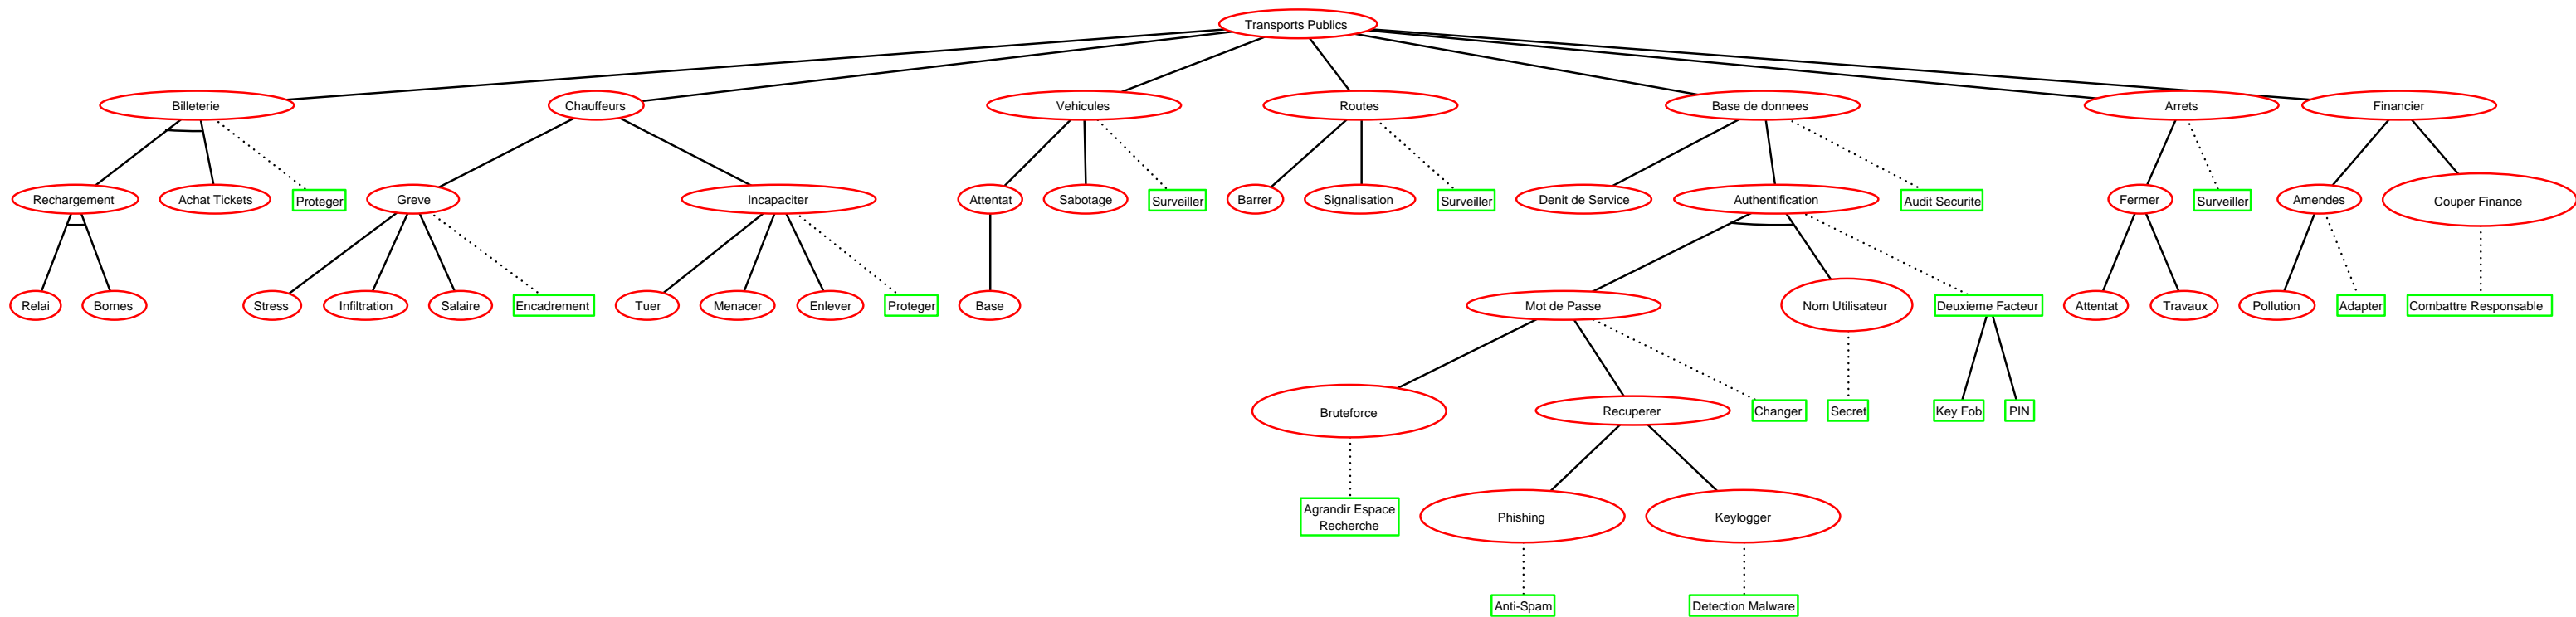 Transports Publics
Billeterie
Chauffeurs
Vehicules
Routes
Base de donnees
Arrets
Financier
Rechargement
Achat Tickets
Proteger
Greve
Incapaciter
Attentat
Sabotage
Surveiller
Barrer
Signalisation
Surveiller
Denit de Service
Authentification
Audit Securite
Fermer
Surveiller
Amendes
Couper Finance
Relai
Bornes
Stress
Infiltration
Salaire
Encadrement
Tuer
Menacer
Enlever
Proteger
Base
Mot de Passe
Nom Utilisateur
Deuxieme Facteur
Attentat
Travaux
Pollution
Adapter
Combattre Responsable
Bruteforce
Recuperer
Changer
Secret
Key Fob
PIN
Agrandir Espace
Recherche
Phishing
Keylogger
Anti-Spam
Detection Malware